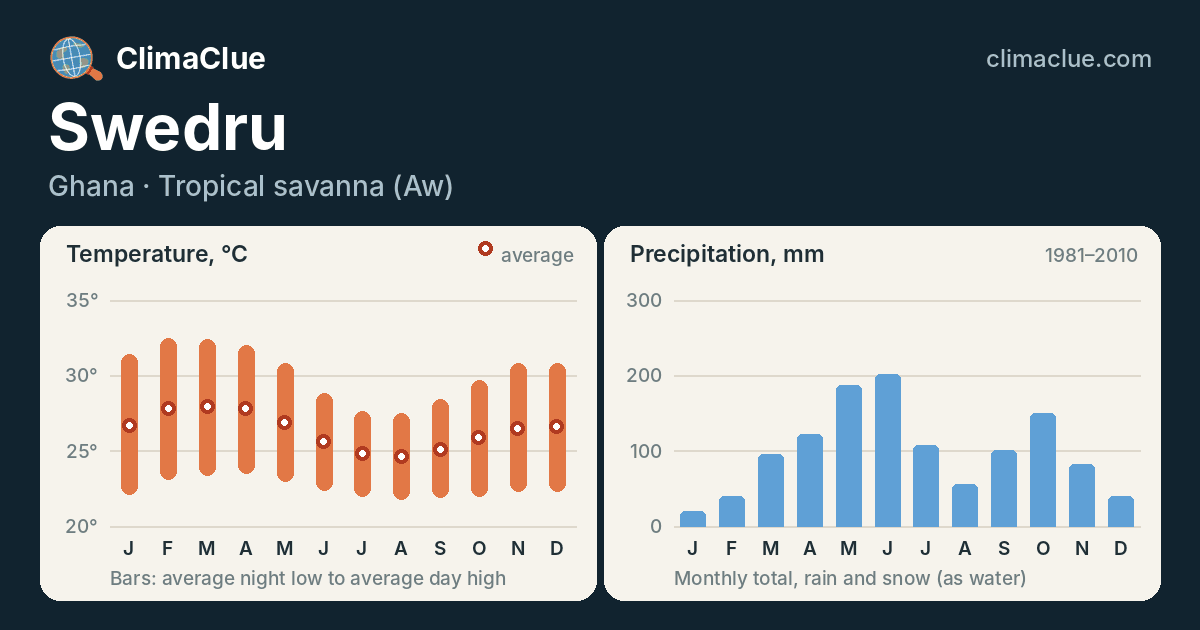 ClimaClue
climaclue.com
Swedru
Ghana · Tropical savanna (Aw)
Temperature, °C
average
35°
30°
25°
20°
J F M A M J J A S O N D
Bars: average night low to average day high
Precipitation, mm
1981–2010
300
200
100
0
J F M A M J J A S O N D
Monthly total, rain and snow (as water)